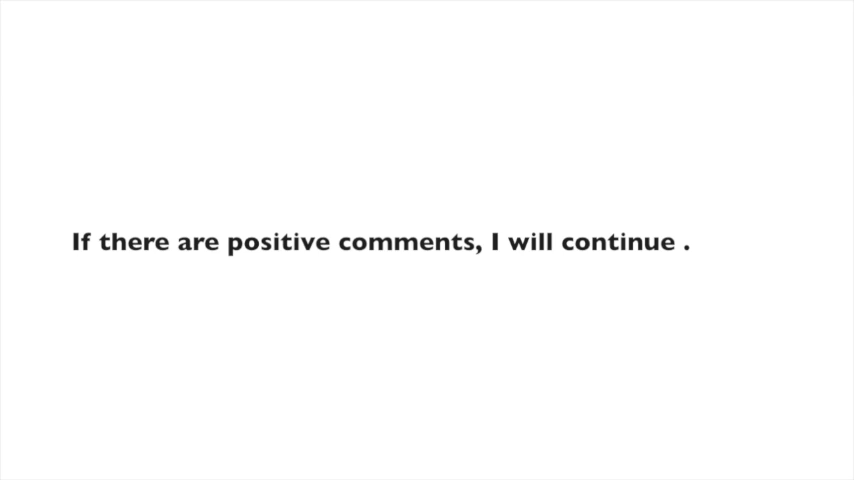 If there are positive comments, I will continue .